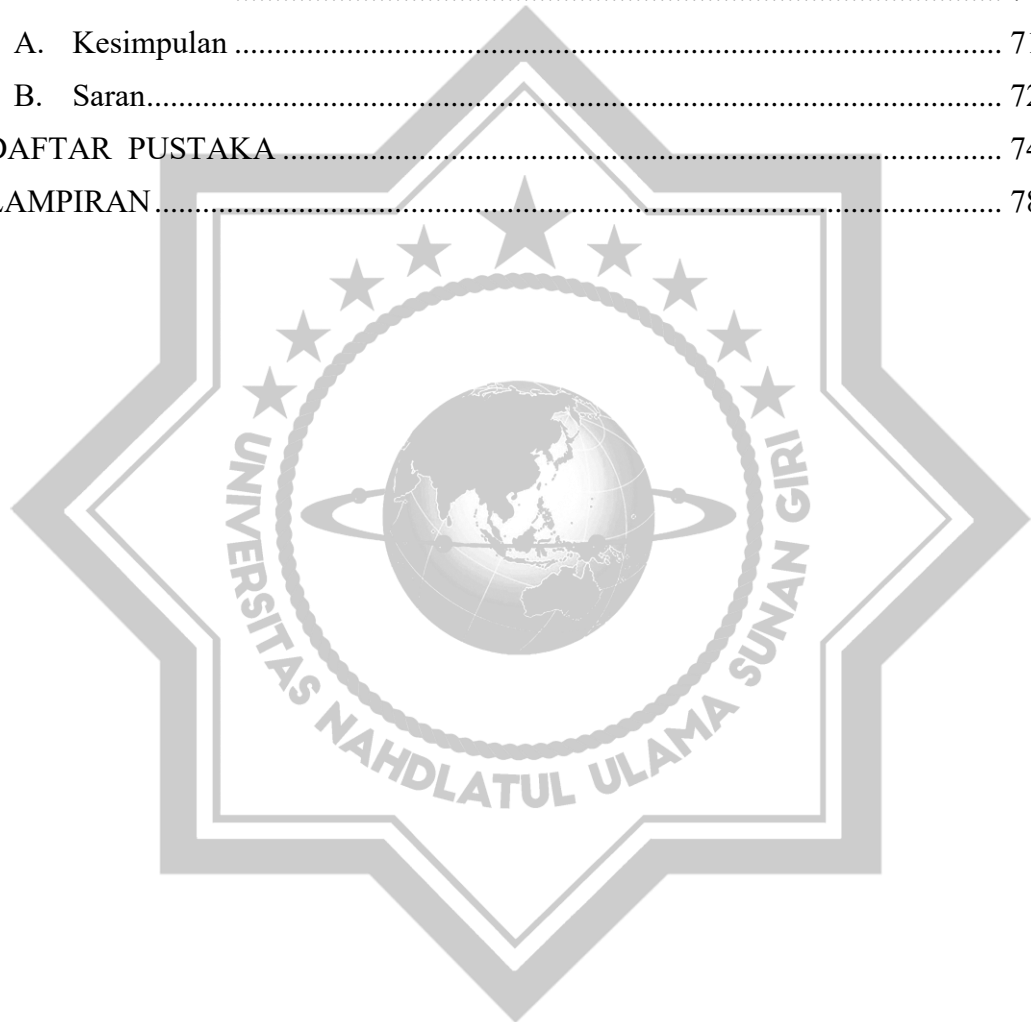 A. Kesimpulan ........................................................................................................ 71
B. Saran.................................................................................................................. 72
DAFTAR PUSTAKA ................................................................................................ 74
LAMPIRAN.............................................................................................................. 78
UNIVERSITAS NAHDLATUL ULAMA SUNAN GIRI